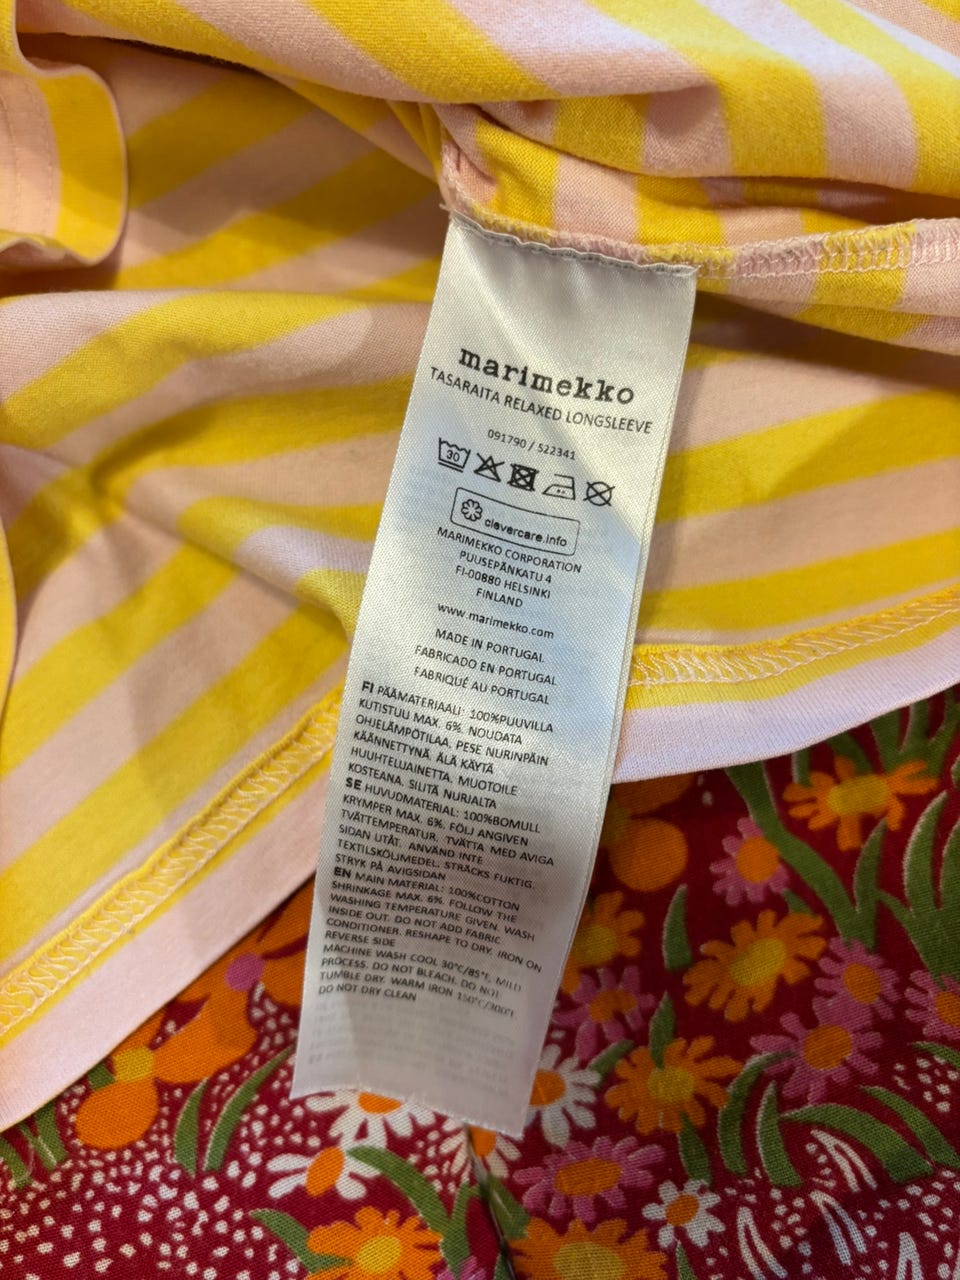 marimekko
TASARAITA RELAXED LONGSLEEVE
091790 / 522341
30
clevercare.info
MARIMEKKO CORPORATION
PUUSEPÄNKATU 4
FI-00880 HELSINKI
FINLAND
www.marimekko.com
MADE IN PORTUGAL
FABRICADO EN PORTUGAL
FABRIQUÉ AU PORTUGAL
FI PÄÄMATERIAALI: 100%PUUVILLA
KUTISTUU MAX. 6%. NOUDATA
OHJELÄMPÖTILAA, PESE NURINPÄIN
KÄÄNNETTYNÄ, ÄLÄ KÄYTÄ
HUUHTELUAINETTA, MUOTOILE
KOSTEANA, SILITÄ NURJALTA
SE HUVUDMATERIAL: 100%BOMULL
KRYMPER MAX. 6%. FÖLJ ANGIVEN
TVÄTTEMPERATUR. TVÄTTA MED AVIGA
SIDAN UTÅT. ANVÄND INTE
TEXTILSKÖLJMEDEL. STRÄCKS FUKTIG.
STRYK PÅ AVIGSIDAN
EN MAIN MATERIAL: 100%COTTON
SHRINKAGE MAX. 6%. FOLLOW THE
WASHING TEMPERATURE GIVEN. WASH
INSIDE OUT. DO NOT ADD FABRIC
CONDITIONER. RESHAPE TO DRY. IRON ON
REVERSE SIDE
MACHINE WASH COOL 30°C/85°F. MILD
PROCESS. DO NOT BLEACH. DO NOT
TUMBLE DRY. WARM IRON 150°C/300°F
DO NOT DRY CLEAN